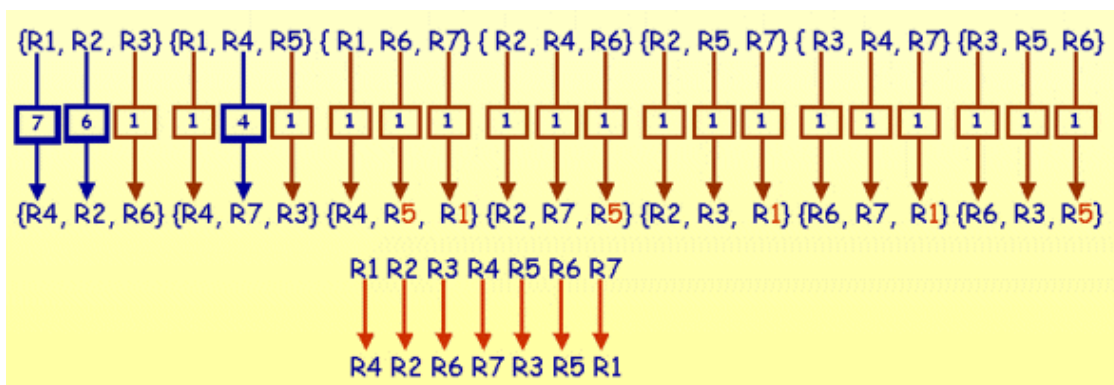 {R1, R2, R3} {R1, R4, R5} { R1, R6, R7} { R2, R4, R6} {R2, R5, R7} { R3, R4, R7} {R3, R5, R6}
7 6 1 1 4 1 1 1 1 1 1 1 1 1 1 1 1 1 1 1 1
{R4, R2, R6} {R4, R7, R3} {R4, R5, R1} {R2, R7, R5} {R2, R3, R1} {R6, R7, R1} {R6, R3, R5}
R1 R2 R3 R4 R5 R6 R7
R4 R2 R6 R7 R3 R5 R1